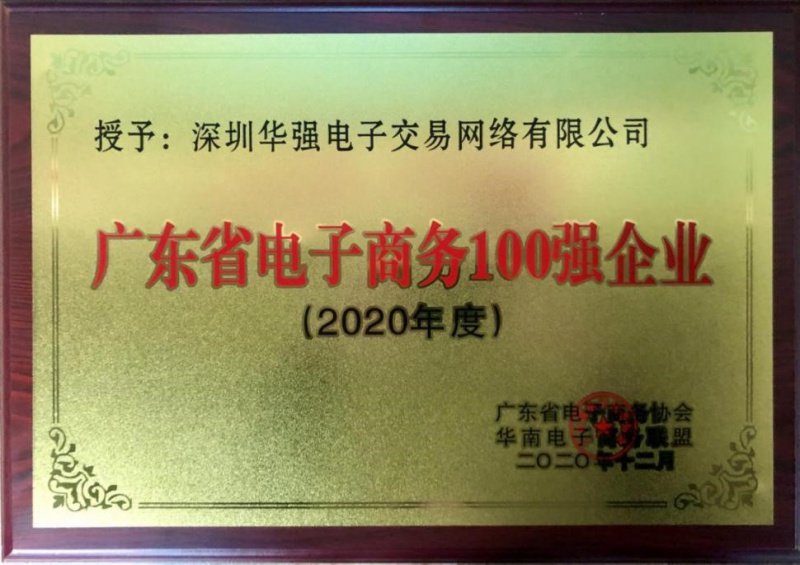 授予：深圳华强电子交易网络有限公司
广东省电子商务100强企业
(2020年度)
广东省电子商务协会
华南电子商务联盟
二〇二〇年十二月